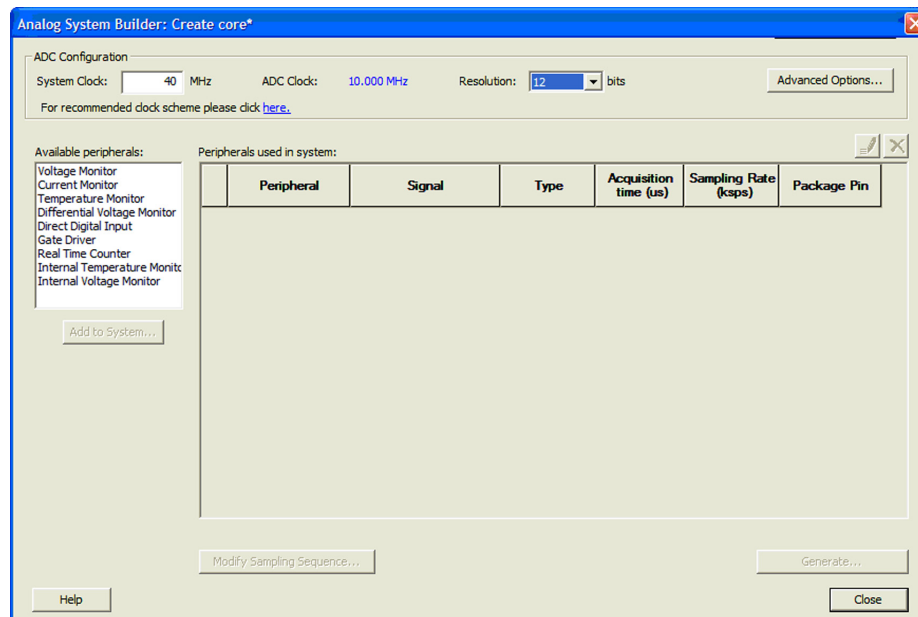 Analog System Builder: Create core*
ADC Configuration
System Clock: 40 MHz ADC Clock: 10.000 MHz Resolution: 12 bits Advanced Options...
For recommended clock scheme please click here.
Available peripherals: Peripherals used in system:
Voltage Monitor
Current Monitor
Temperature Monitor
Differential Voltage Monitor
Direct Digital Input
Gate Driver
Real Time Counter
Internal Temperature Monitc
Internal Voltage Monitor
Peripheral Signal Type Acquisition time (us) Sampling Rate (ksps) Package Pin
Add to System...
Modify Sampling Sequence... Generate...
Help Close